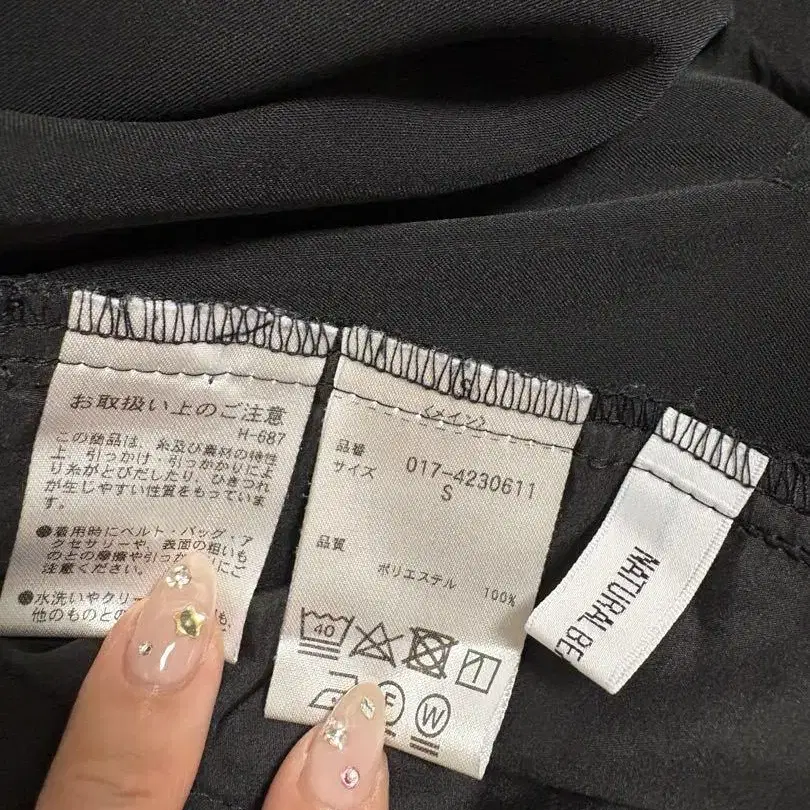 お取扱い上のご注意
H-687
この商品は、糸及び素材の特性
上、引っかけ、引っかかりによ
り糸がとびだしたり、ひきつれ
が生じやすい性質をもっていま
す。
●着用時にベルト・バッグ・ア
クセサリーや、表面の粗いも
のとの摩擦や引っか りにご
注意ください。
●水洗いやクリー も、
他のものとの
《メイン》
品番 017-4230611
サイズ S
品質
ポリエステル 100%
40
W
NATURAL BE